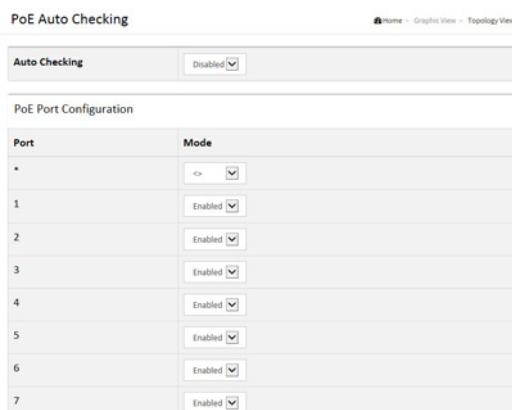 PoE Auto Checking
Home - Graphic View - Topology View
Auto Checking Disabled
PoE Port Configuration
Port Mode
* <>
1 Enabled
2 Enabled
3 Enabled
4 Enabled
5 Enabled
6 Enabled
7 Enabled